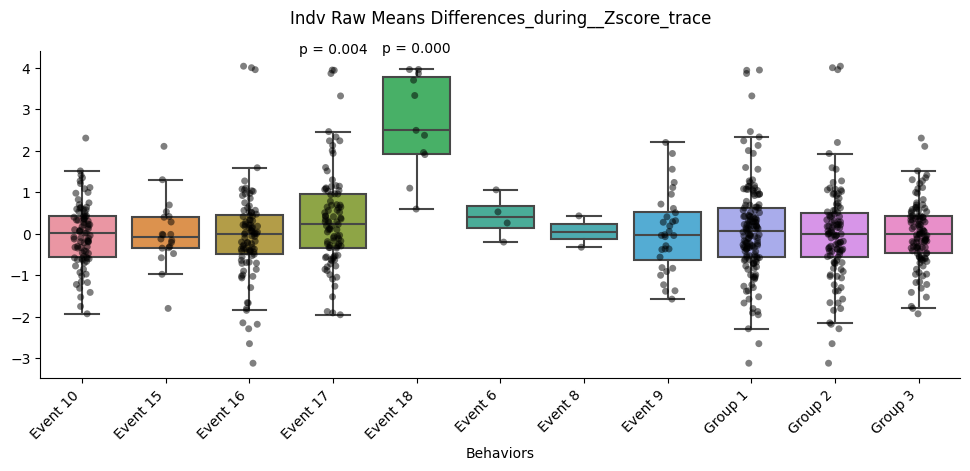 Indv Raw Means Differences_during__Zscore_trace
p = 0.004
p = 0.000
4
3
2
1
0
−1
−2
−3
Event 10
Event 15
Event 16
Event 17
Event 18
Event 6
Event 8
Event 9
Group 1
Group 2
Group 3
Behaviors